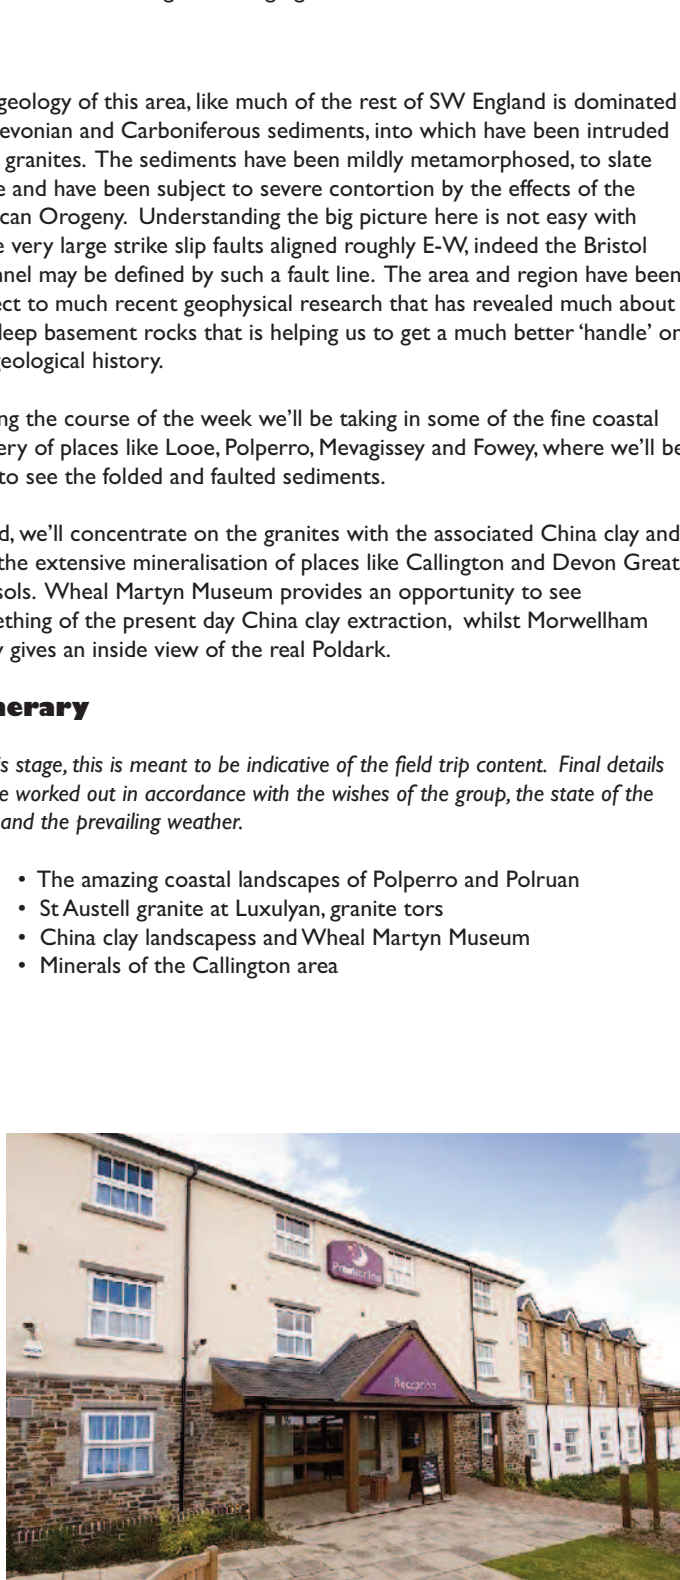 geology of this area, like much of the rest of SW England is dominated
evonian and Carboniferous sediments, into which have been intruded
granites. The sediments have been mildly metamorphosed, to slate
e and have been subject to severe contortion by the effects of the
can Orogeny. Understanding the big picture here is not easy with
e very large strike slip faults aligned roughly E-W, indeed the Bristol
nnel may be defined by such a fault line. The area and region have been
ect to much recent geophysical research that has revealed much about
deep basement rocks that is helping us to get a much better ‘handle’ on
geological history.
ng the course of the week we’ll be taking in some of the fine coastal
ery of places like Looe, Polperro, Mevagissey and Fowey, where we’ll be
to see the folded and faulted sediments.
d, we’ll concentrate on the granites with the associated China clay and
the extensive mineralisation of places like Callington and Devon Great
sols. Wheal Martyn Museum provides an opportunity to see
ething of the present day China clay extraction, whilst Morwellham
y gives an inside view of the real Poldark.
nerary
is stage, this is meant to be indicative of the field trip content. Final details
e worked out in accordance with the wishes of the group, the state of the
and the prevailing weather.
• The amazing coastal landscapes of Polperro and Polruan
• St Austell granite at Luxulyan, granite tors
• China clay landscapess and Wheal Martyn Museum
• Minerals of the Callington area
Premier Inn
Reception